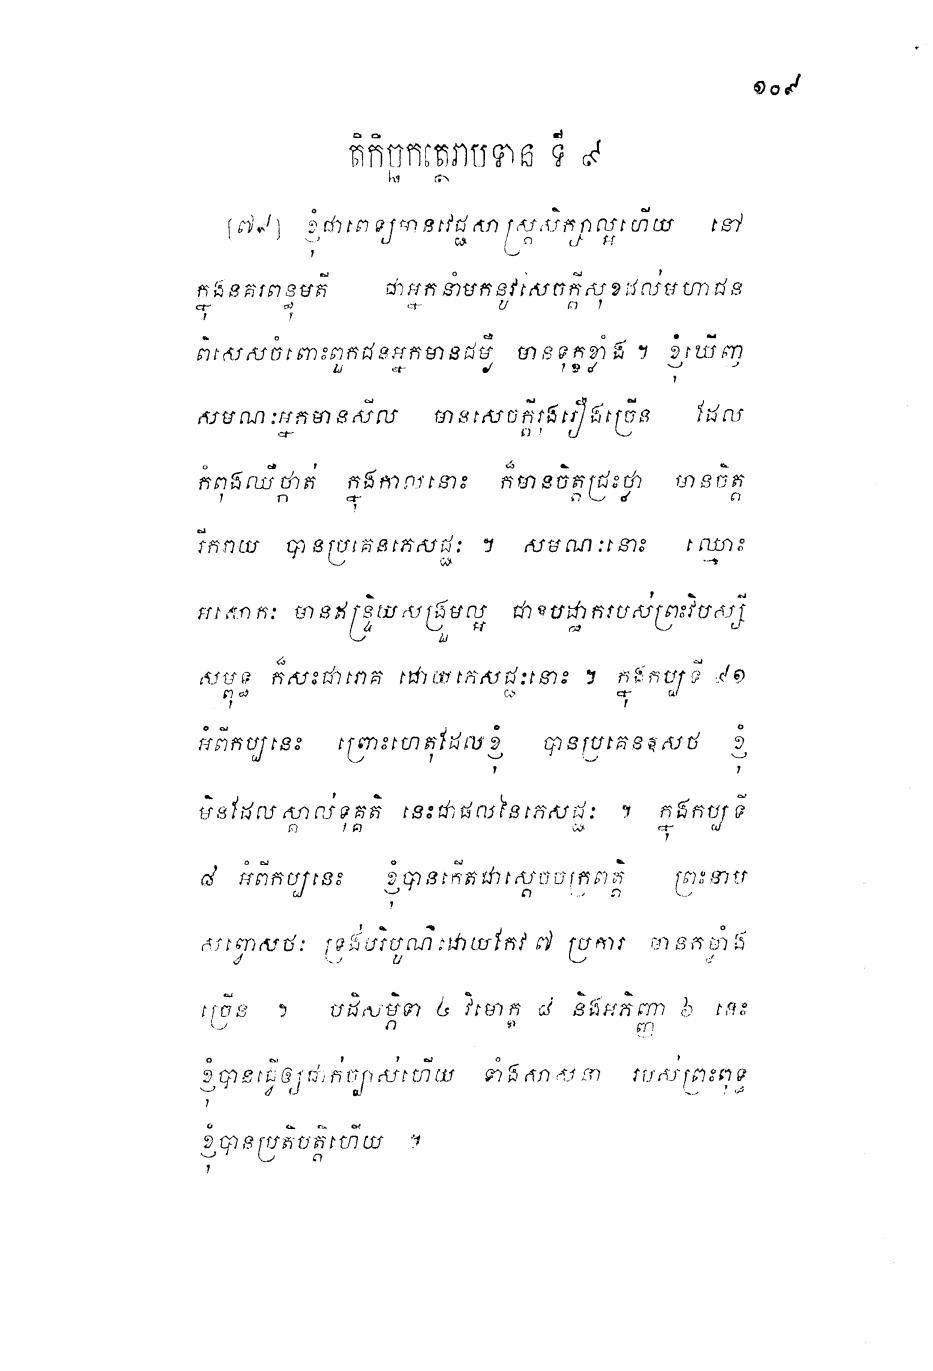 ១០៩
តិកិច្ឆកត្ថេរាបទាន ទី ៩
[៧៩] ខ្ញុំជាពេទ្យមានវេជ្ជសាស្ត្រសិក្សាល្អហើយ នៅ
ក្នុងនគរពន្ធុមតី ជាអ្នកនាំមកនូវសេចក្តីសុខដល់មហាជន
ពិសេសចំពោះពួកជនអ្នកមានជម្ងឺ មានទុក្ខខ្លាំង ។ ខ្ញុំឃើញ
សមណៈអ្នកមានសីល មានសេចក្តីរុងរឿងច្រើន ដែល
កំពុងឈឺថ្កាត់ ក្នុងកាលនោះ ក៏មានចិត្តជ្រះថ្លា មានចិត្ត
រីករាយ បានប្រគេនភេសជ្ជៈ ។ សមណៈនោះ ឈ្មោះ
អសោកៈ មានឥន្ទ្រិយសង្រួមល្អ ជាឧបដ្ឋាករបស់ព្រះវិបស្សី
សម្ពុទ្ធ ក៏សះជារោគ ដោយភេសជ្ជៈនោះ ។ ក្នុងកប្បទី ៩១
អំពីកប្បនេះ ព្រោះហេតុដែលខ្ញុំ បានប្រគេនឱសថ ខ្ញុំ
មិនដែលស្គាល់ទុគ្គតិ នេះជាផលនៃភេសជ្ជៈ ។ ក្នុងកប្បទី
៨ អំពីកប្បនេះ ខ្ញុំបានកើតជាស្តេចចក្រពត្តិ ព្រះនាម
សព្វោសថៈ ទ្រង់បរិបូណ៌ដោយកែវ ៧ ប្រការ មានកម្លាំង
ច្រើន ។ បដិសម្ភិទា ៤ វិមោក្ខ ៨ និងអភិញ្ញា ៦ នេះ
ខ្ញុំបានធ្វើឲ្យជាក់ច្បាស់ហើយ ទាំងសាសនា របស់ព្រះពុទ្ធ
ខ្ញុំបានប្រតិបត្តិហើយ ។